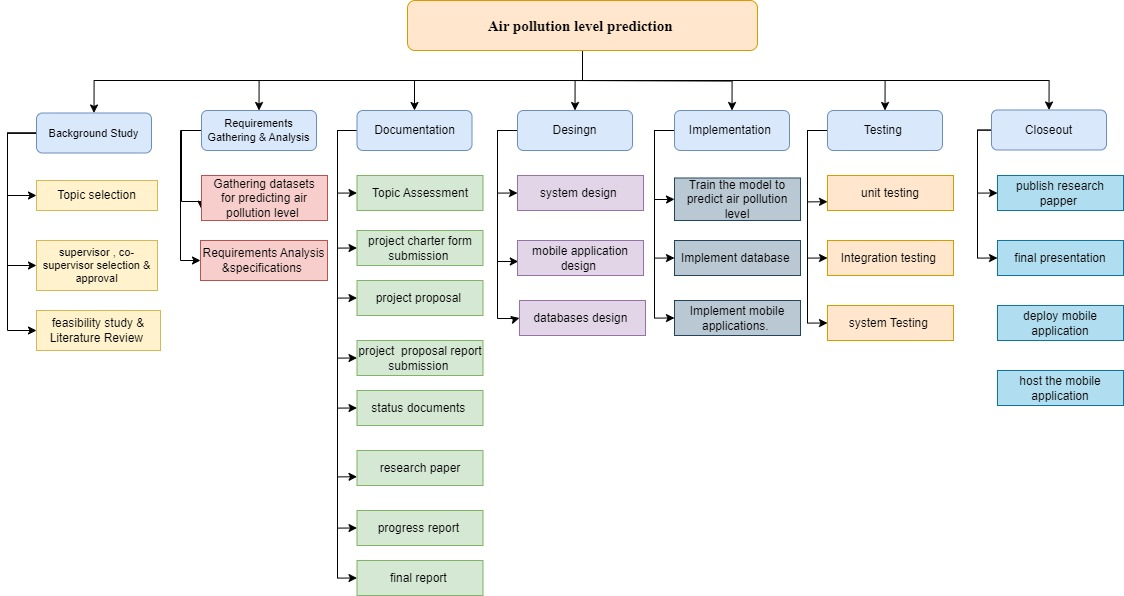 Air pollution level prediction
Background Study
Topic selection
supervisor , co-
supervisor selection &
approval
feasibility study &
Literature Review
Requirements
Gathering & Analysis
Gathering datasets
for predicting air
pollution level
Requirements Analysis
&specifications
Documentation
Topic Assessment
project charter form
submission
project proposal
project  proposal report
submission
status documents
research paper
progress report
final report
Desingn
system design
mobile application
design
databases design
Implementation
Train the model to
predict air pollution
level
Implement database
Implement mobile
applications.
Testing
unit testing
Integration testing
system Testing
Closeout
publish research
papper
final presentation
deploy mobile
application
host the mobile
application